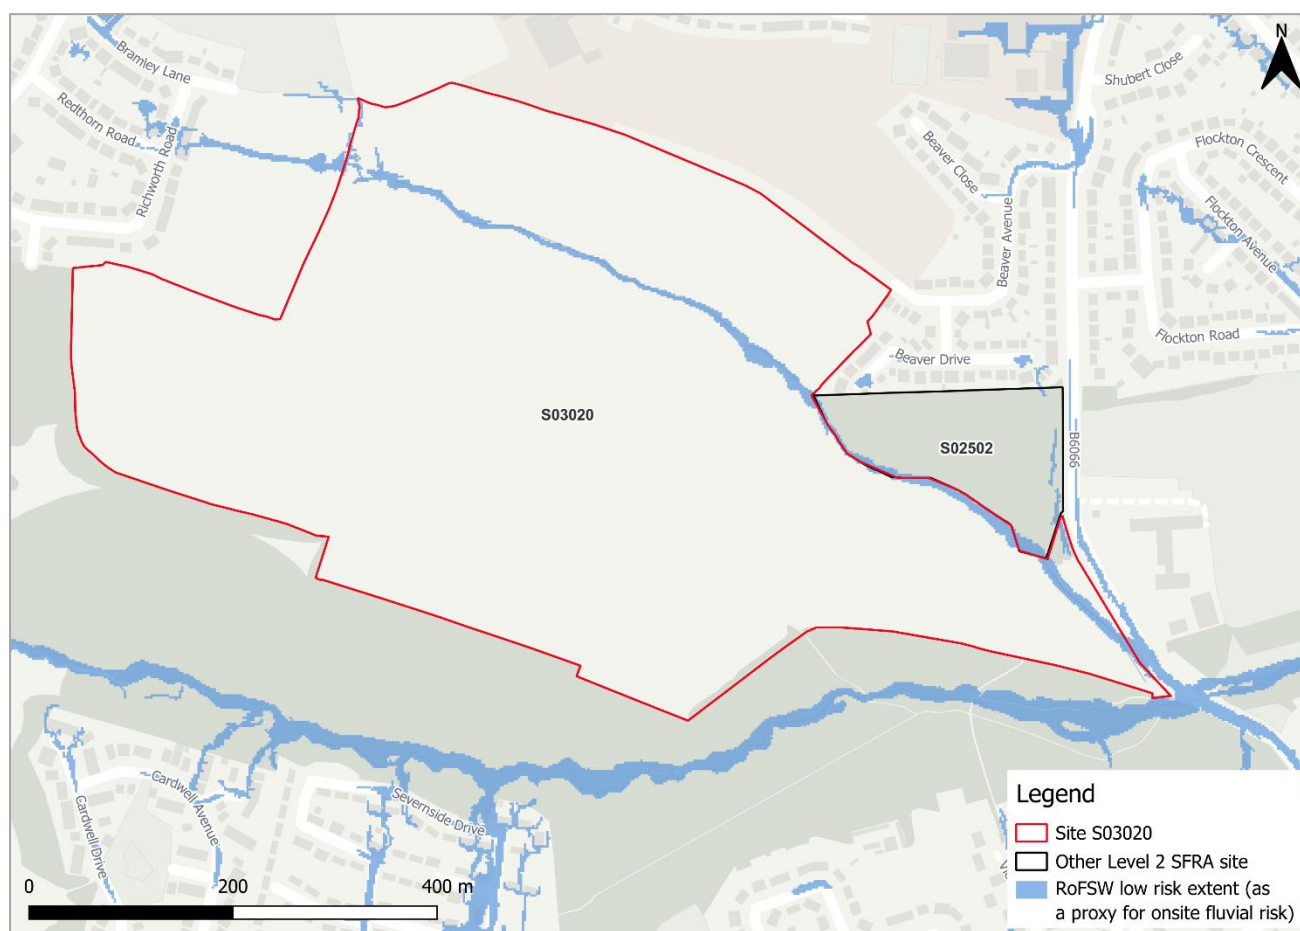 N
Bramley Lane
Redthorn Road
Richworth Road
Shubert Close
Beaver Close
Flockton Crescent
Flockton Avenue
Beaver Avenue
Flockton Road
Beaver Drive
S03020
S02502
B6066
Cardwell Avenue
Cardwell Drive
Severnside Drive
Legend
Site S03020
Other Level 2 SFRA site
RoFSW low risk extent (as
a proxy for onsite fluvial risk)
0 200 400 m